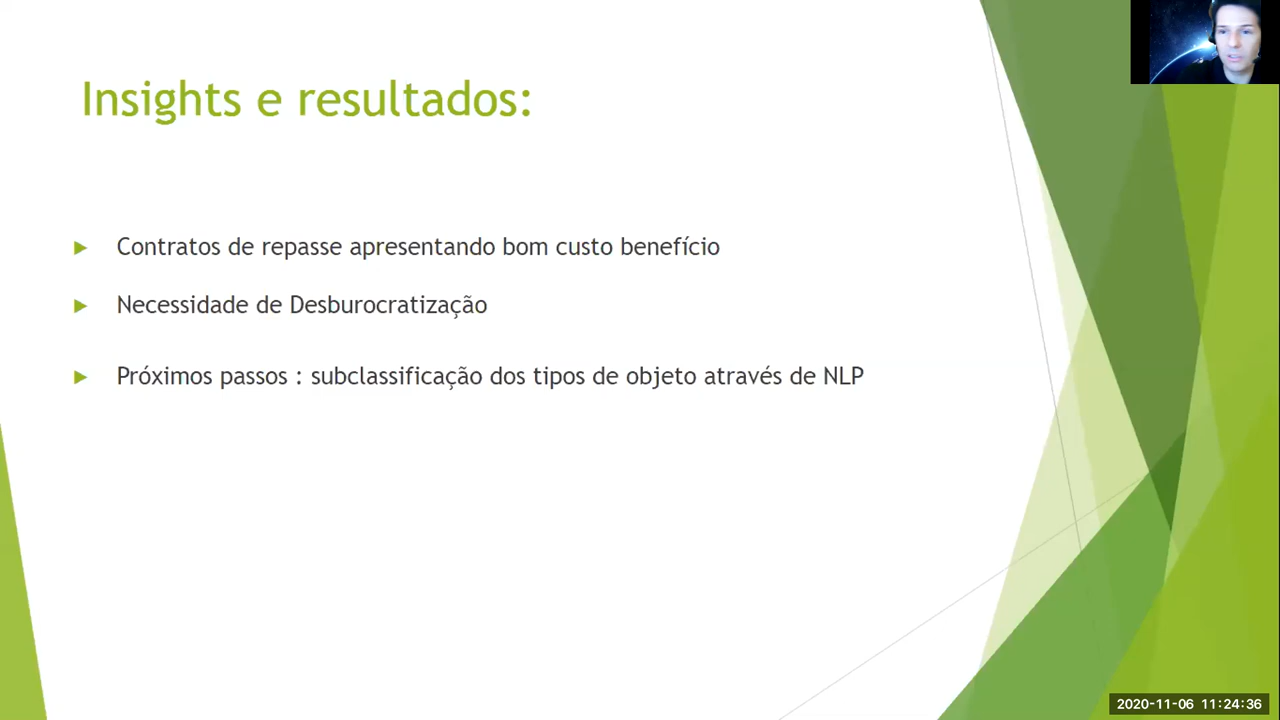 Insights e resultados:
Contratos de repasse apresentando bom custo benefício
Necessidade de Desburocratização
Próximos passos : subclassificação dos tipos de objeto através de NLP
2020-11-06 11:24:36